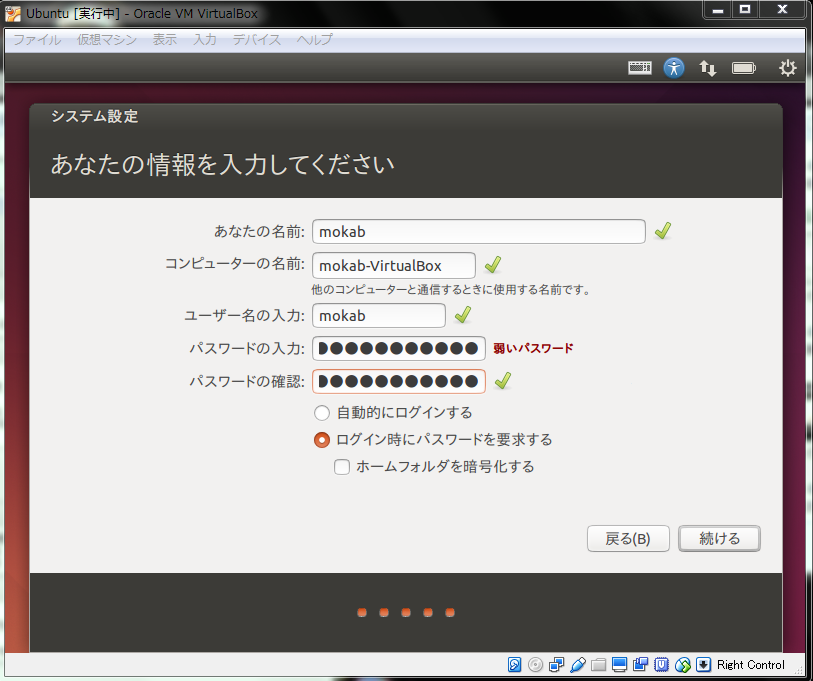 Ubuntu [実行中] - Oracle VM VirtualBox
ファイル 仮想マシン 表示 入力 デバイス ヘルプ
システム設定
あなたの情報を入力してください
あなたの名前: mokab
コンピューターの名前: mokab-VirtualBox
他のコンピューターと通信するときに使用する名前です。
ユーザー名の入力: mokab
パスワードの入力: 弱いパスワード
パスワードの確認:
自動的にログインする
ログイン時にパスワードを要求する
ホームフォルダを暗号化する
戻る(B) 続ける
Right Control